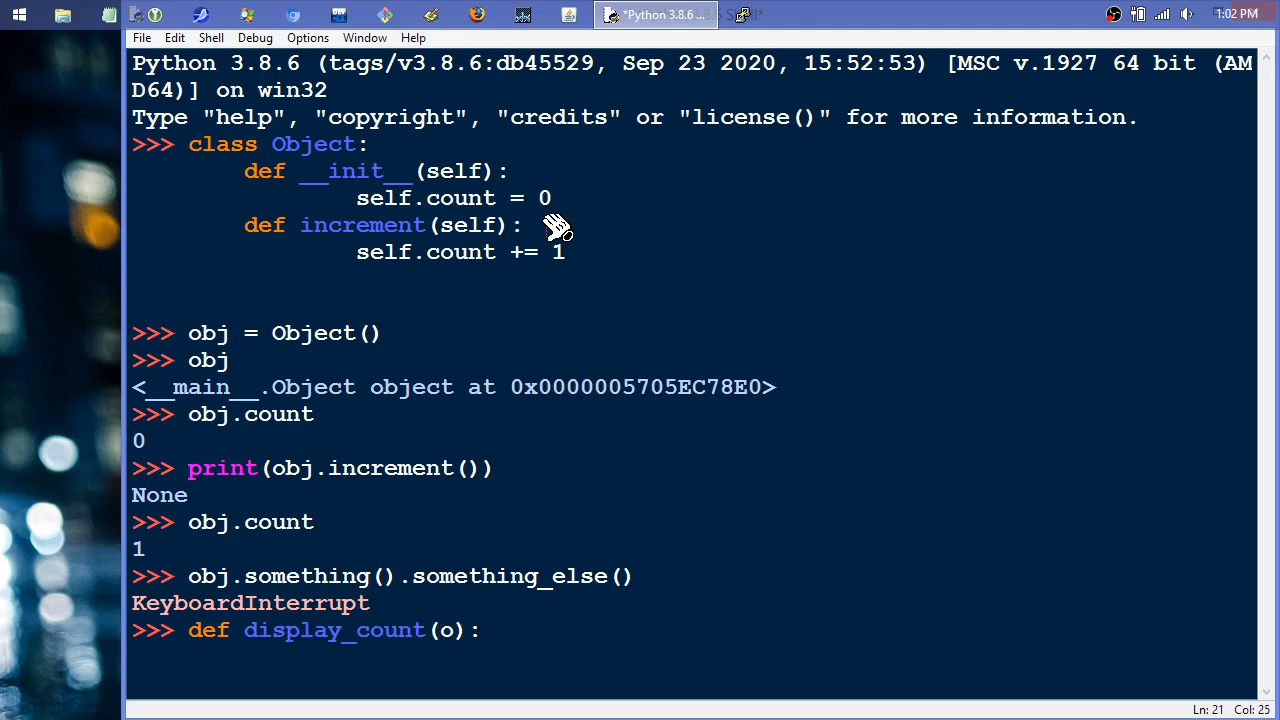 *Python 3.8.6 ...
1:02 PM
File Edit Shell Debug Options Window Help
Python 3.8.6 (tags/v3.8.6:db45529, Sep 23 2020, 15:52:53) [MSC v.1927 64 bit (AM
D64)] on win32
Type "help", "copyright", "credits" or "license()" for more information.
>>> class Object:
        def __init__(self):
                self.count = 0
        def increment(self):
                self.count += 1
>>> obj = Object()
>>> obj
<__main__.Object object at 0x0000005705EC78E0>
>>> obj.count
0
>>> print(obj.increment())
None
>>> obj.count
1
>>> obj.something().something_else()
KeyboardInterrupt
>>> def display_count(o):
Ln: 21 Col: 25